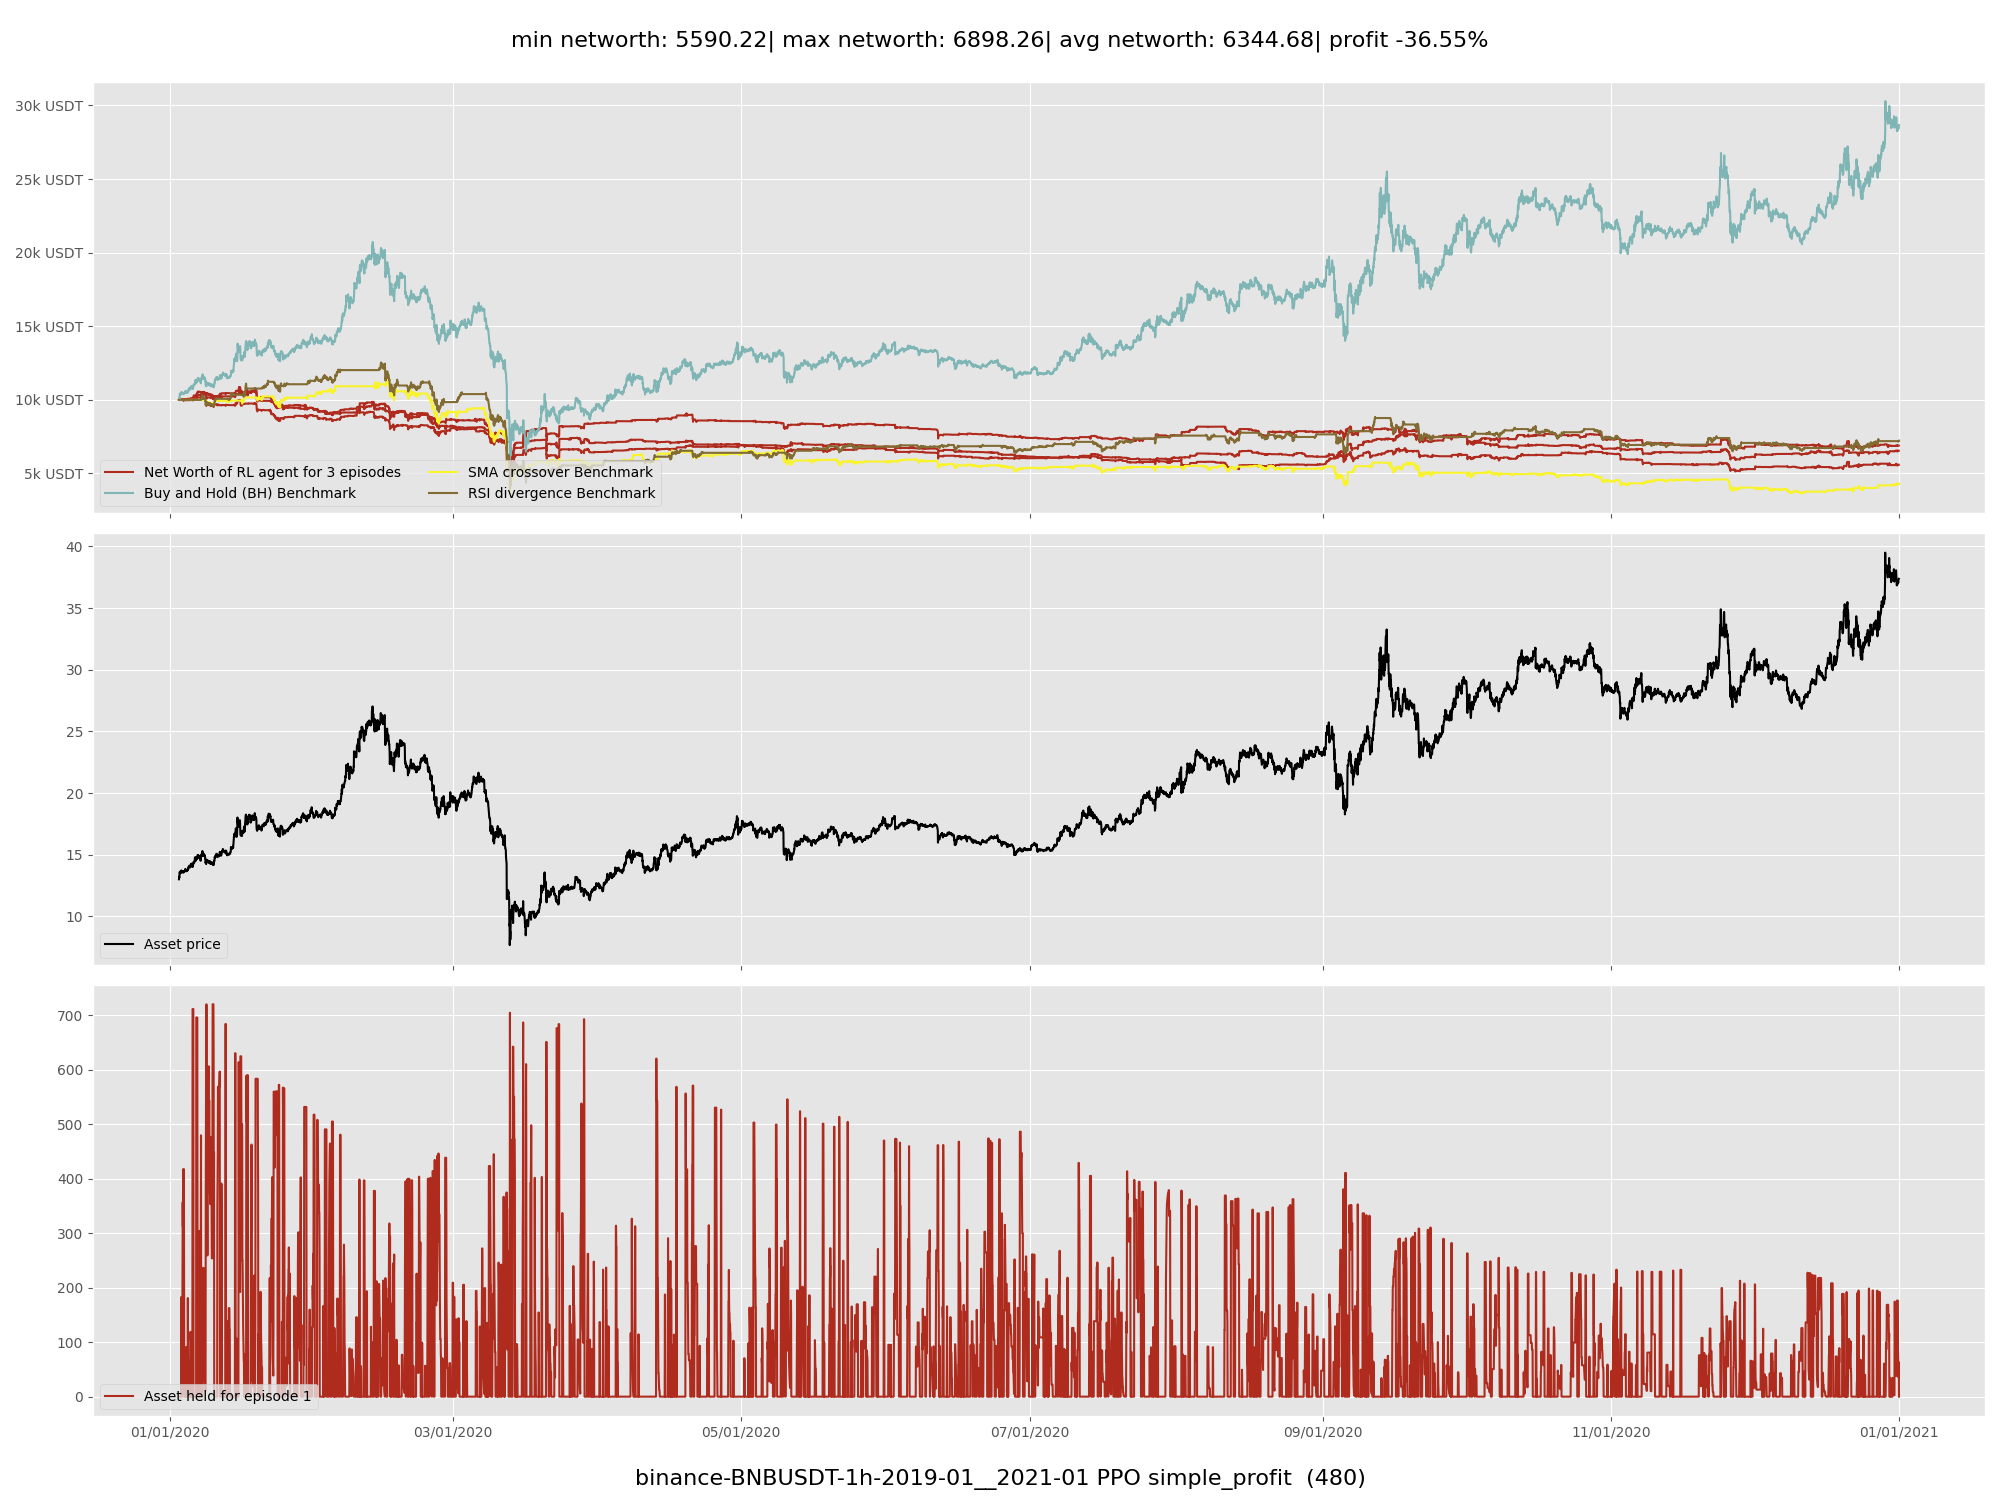 min networth: 5590.22| max networth: 6898.26| avg networth: 6344.68| profit -36.55%
30k USDT
25k USDT
20k USDT
15k USDT
10k USDT
5k USDT
Net Worth of RL agent for 3 episodes
Buy and Hold (BH) Benchmark
SMA crossover Benchmark
RSI divergence Benchmark
40
35
30
25
20
15
10
Asset price
700
600
500
400
300
200
100
0
Asset held for episode 1
01/01/2020
03/01/2020
05/01/2020
07/01/2020
09/01/2020
11/01/2020
01/01/2021
binance-BNBUSDT-1h-2019-01__2021-01 PPO simple_profit (480)